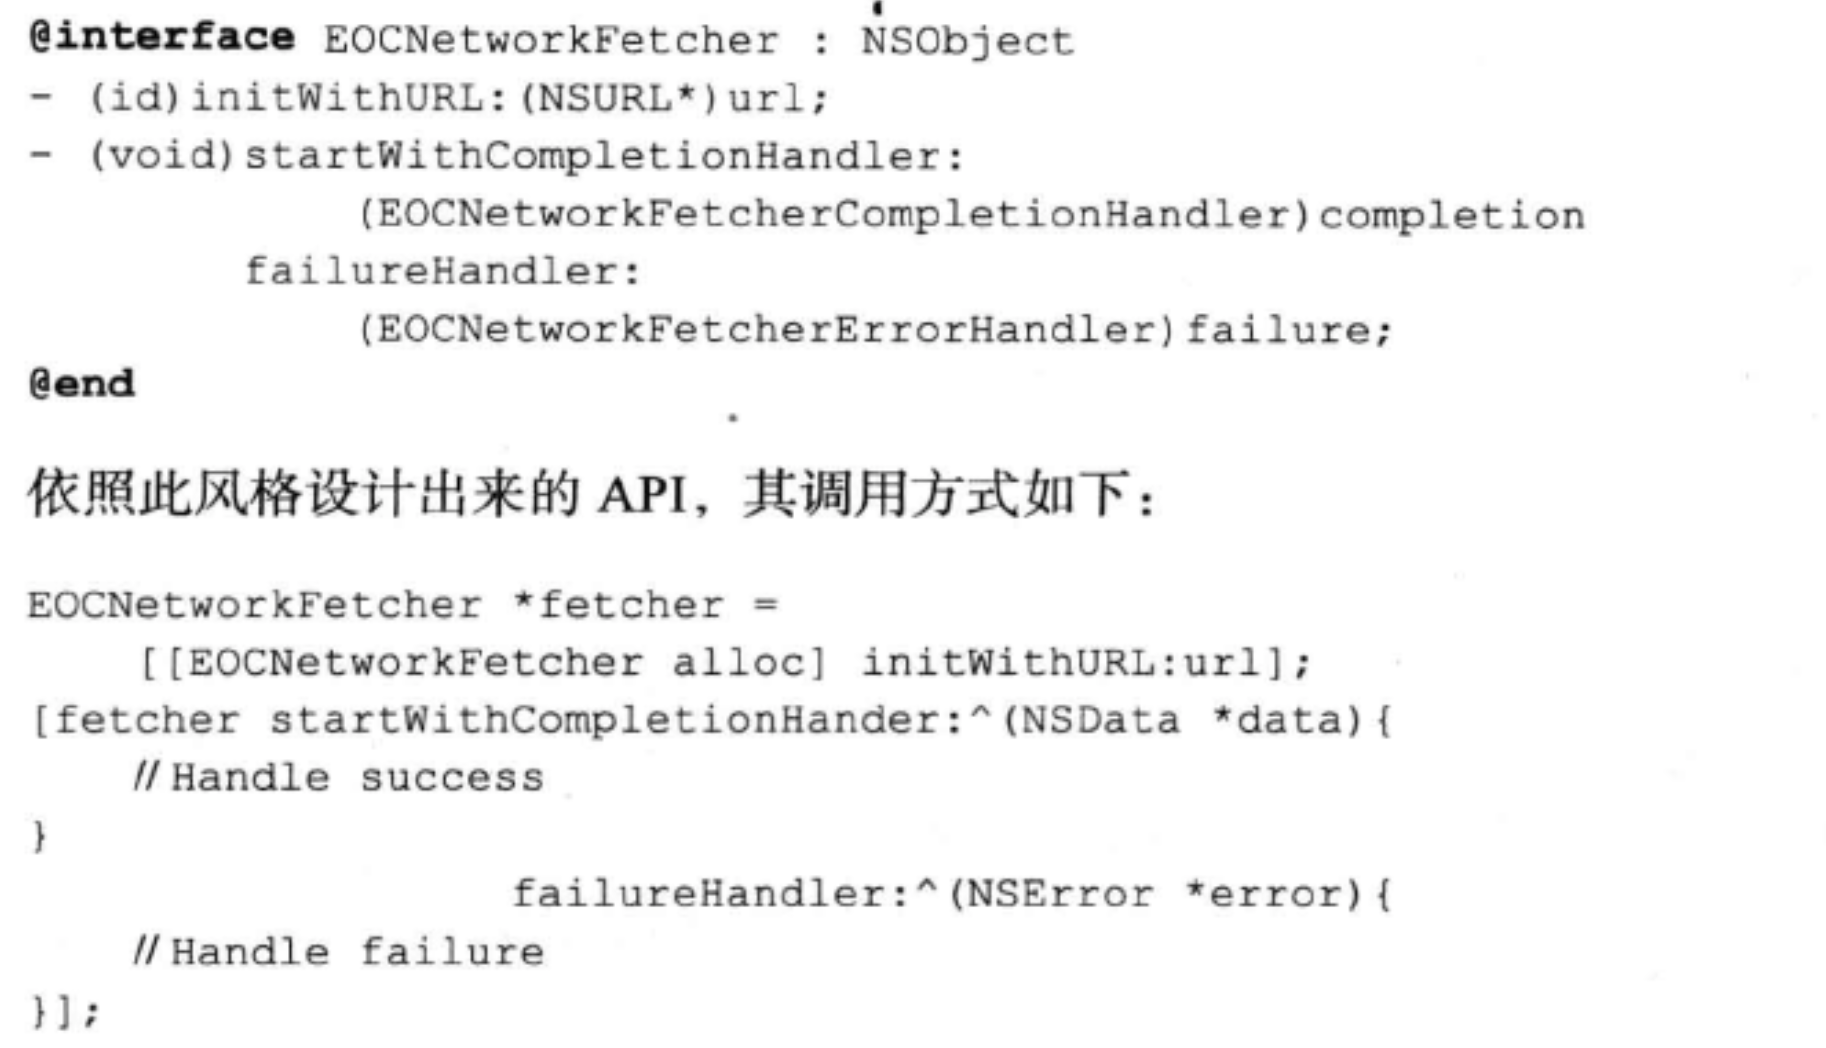 @interface EOCNetworkFetcher : NSObject
- (id)initWithURL:(NSURL*)url;
- (void)startWithCompletionHandler:
(EOCNetworkFetcherCompletionHandler)completion
failureHandler:
(EOCNetworkFetcherErrorHandler)failure;
@end
依照此风格设计出来的 API，其调用方式如下：
EOCNetworkFetcher *fetcher =
[[EOCNetworkFetcher alloc] initWithURL:url];
[fetcher startWithCompletionHander:^(NSData *data){
//Handle success
}
failureHandler:^(NSError *error){
//Handle failure
}];